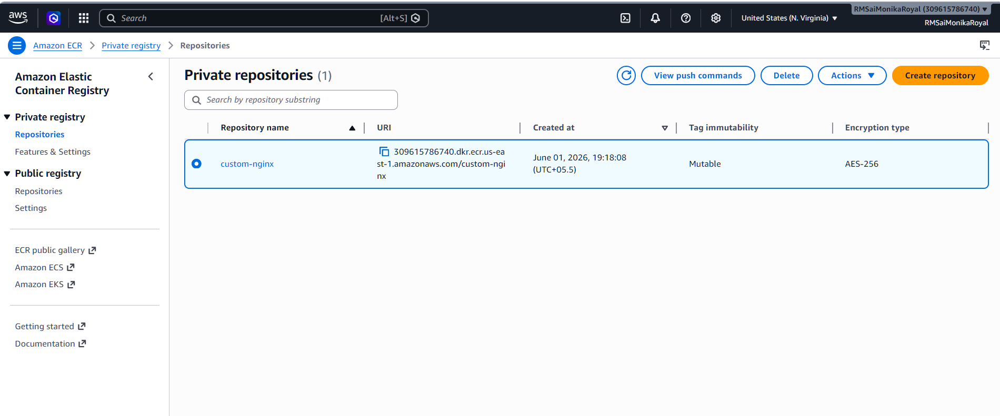 aws
Search
[Alt+S]
United States (N. Virginia)
RMSaiMonikaRoyal (309615786740)
RMSaiMonikaRoyal
Amazon ECR
Private registry
Repositories
Amazon Elastic
Container Registry
Private registry
Repositories
Features & Settings
Public registry
Repositories
Settings
ECR public gallery
Amazon ECS
Amazon EKS
Getting started
Documentation
Private repositories (1)
View push commands
Delete
Actions
Create repository
Search by repository substring
Repository name
URI
Created at
Tag immutability
Encryption type
custom-nginx
309615786740.dkr.ecr.us-ea
st-1.amazonaws.com/custom-ngi
nx
June 01, 2026, 19:18:08
(UTC+05.5)
Mutable
AES-256